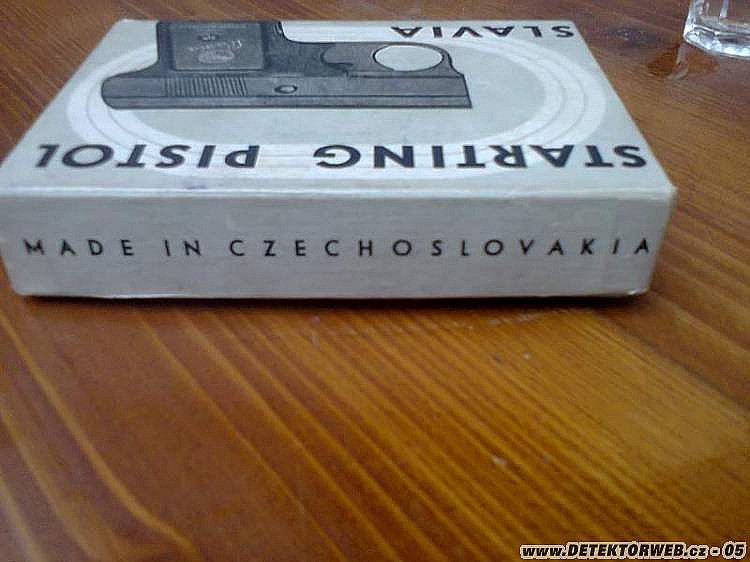 SLAVIA
STARTING PISTOL
MADE IN CZECHOSLOVAKIA
www.DETEKTORWEB.cz - 05